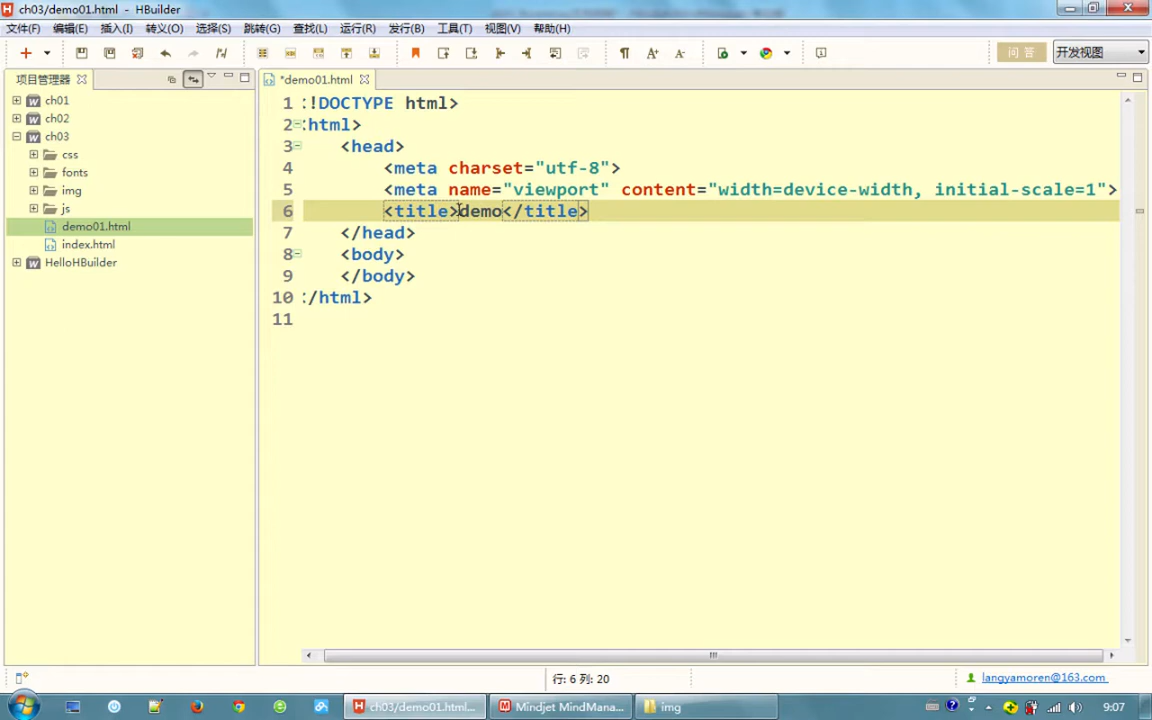 ch03/demo01.html - HBuilder
文件(F) 编辑(E) 插入(I) 转义(O) 选择(S) 跳转(G) 查找(L) 运行(R) 发行(B) 工具(T) 视图(V) 帮助(H)
问 答 开发视图
项目管理器
ch01
ch02
ch03
css
fonts
img
js
demo01.html
index.html
HelloHBuilder
*demo01.html
1 !DOCTYPE html>
2 html>
3 <head>
4 <meta charset="utf-8">
5 <meta name="viewport" content="width=device-width, initial-scale=1">
6 <title>demo</title>
7 </head>
8 <body>
9 </body>
10 /html>
11
行: 6 列: 20
langyamoren@163.com
ch03/demo01.html... Mindjet MindMana... img 9:07